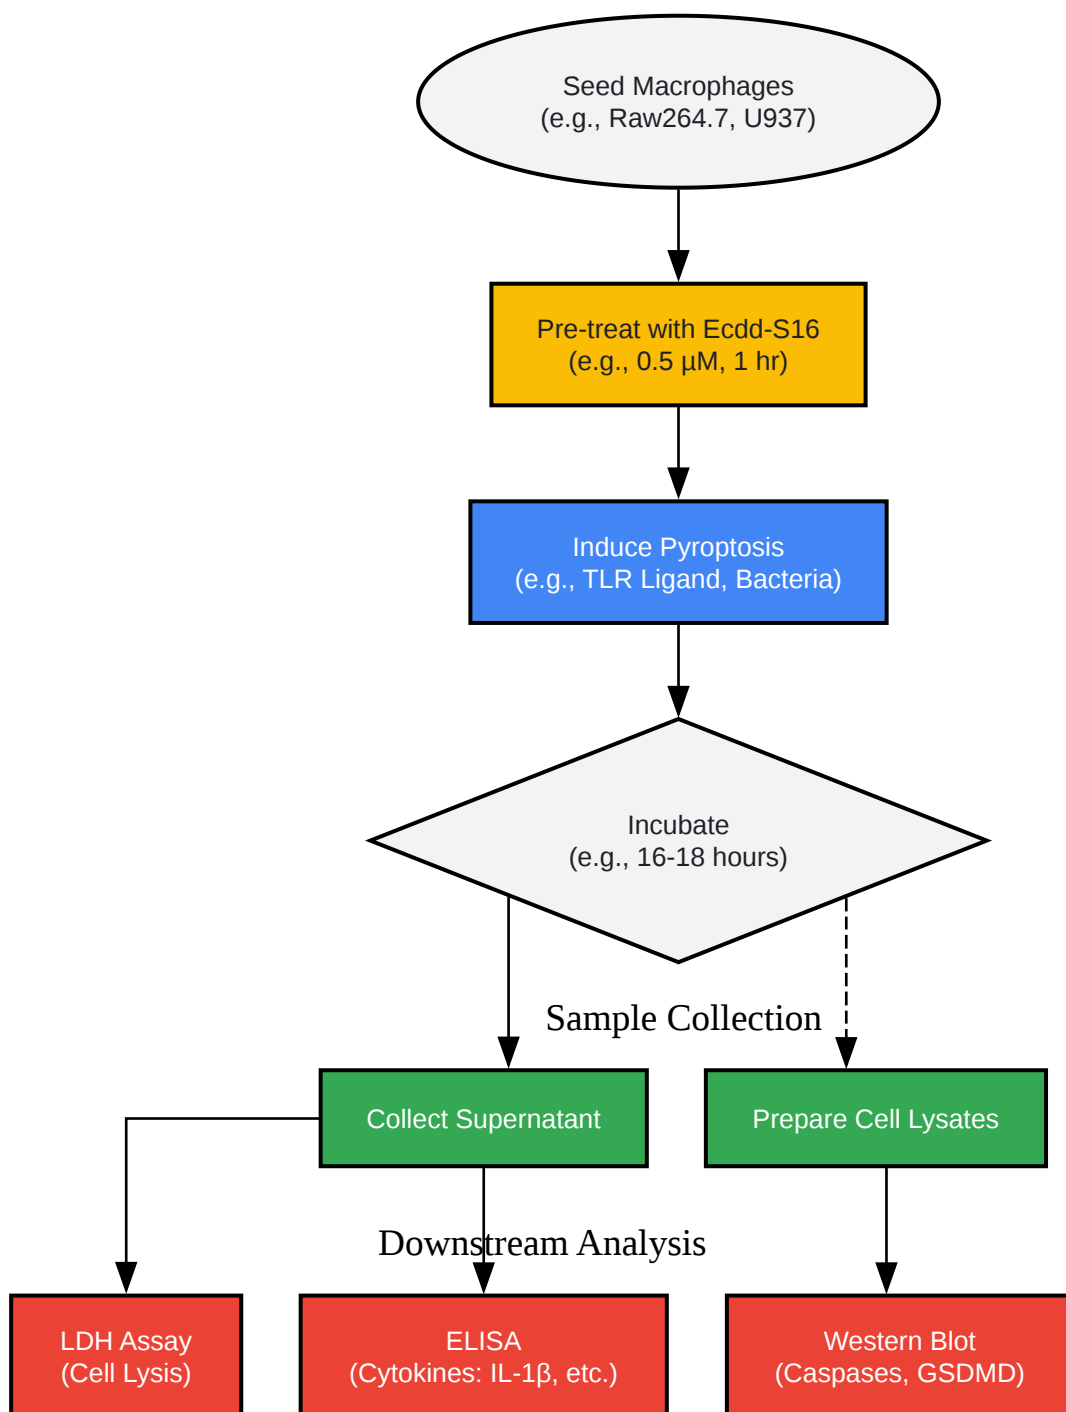 Seed Macrophages
(e.g., Raw264.7, U937)
Pre-treat with Ecdd-S16
(e.g., 0.5 µM, 1 hr)
Induce Pyroptosis
(e.g., TLR Ligand, Bacteria)
Incubate
(e.g., 16-18 hours)
Sample Collection
Collect Supernatant
Prepare Cell Lysates
Downstream Analysis
LDH Assay
(Cell Lysis)
ELISA
(Cytokines: IL-1β, etc.)
Western Blot
(Caspases, GSDMD)